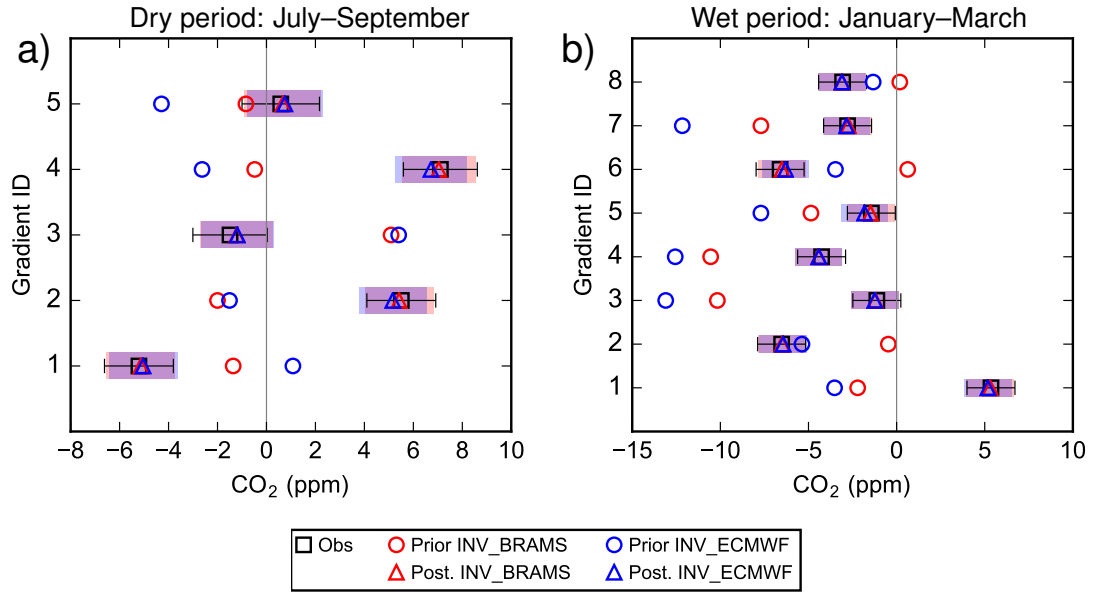 Dry period: July–September
a)
Gradient ID
5
4
3
2
1
−8 −6 −4 −2 0 2 4 6 8 10
CO₂ (ppm)
Wet period: January–March
b)
Gradient ID
8
7
6
5
4
3
2
1
−15 −10 −5 0 5 10
CO₂ (ppm)
Obs Prior INV_BRAMS Prior INV_ECMWF
Post. INV_BRAMS Post. INV_ECMWF